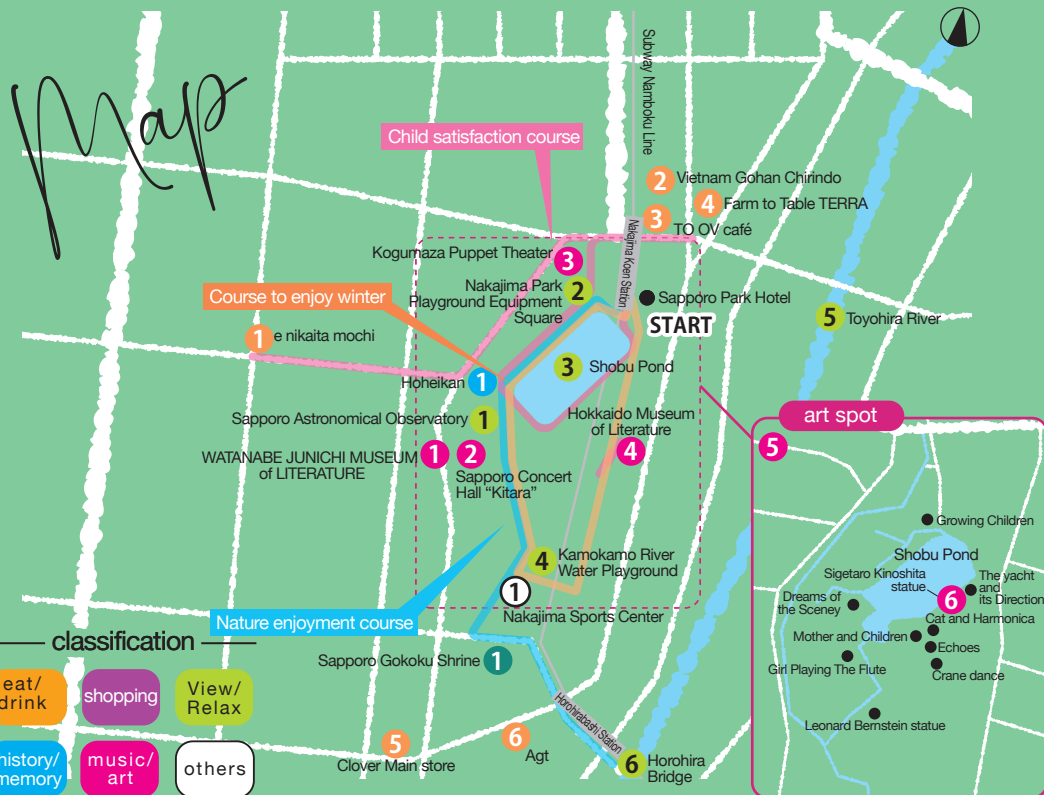 Map
Subway Namboku Line
Child satisfaction course
2 Vietnam Gohan Chirindo
4 Farm to Table TERRA
3 TO OV café
Nakajima Koen Station
Kogumaza Puppet Theater
3
Nakajima Park
Playground Equipment
Square
2
Sapporo Park Hotel
START
Course to enjoy winter
1 e nikaita mochi
5 Toyohira River
3 Shobu Pond
Hoheikan 1
Sapporo Astronomical Observatory 1
Hokkaido Museum
of Literature
4
WATANABE JUNICHI MUSEUM
of LITERATURE
1
2
Sapporo Concert
Hall “Kitara”
4 Kamokamo River
Water Playground
1
Nakajima Sports Center
Nature enjoyment course
Sapporo Gokoku Shrine 1
Horohirabashi Station
5
Clover Main store
6
Agt
6 Horohira
Bridge
classification
eat/
drink
shopping
View/
Relax
history/
memory
music/
art
others
art spot
5
Growing Children
Shobu Pond
Sigetaro Kinoshita
statue
6
The yacht
and
its Direction
Dreams of
the Sceney
Cat and Harmonica
Mother and Children
Echoes
Girl Playing The Flute
Crane dance
Leonard Bernstein statue